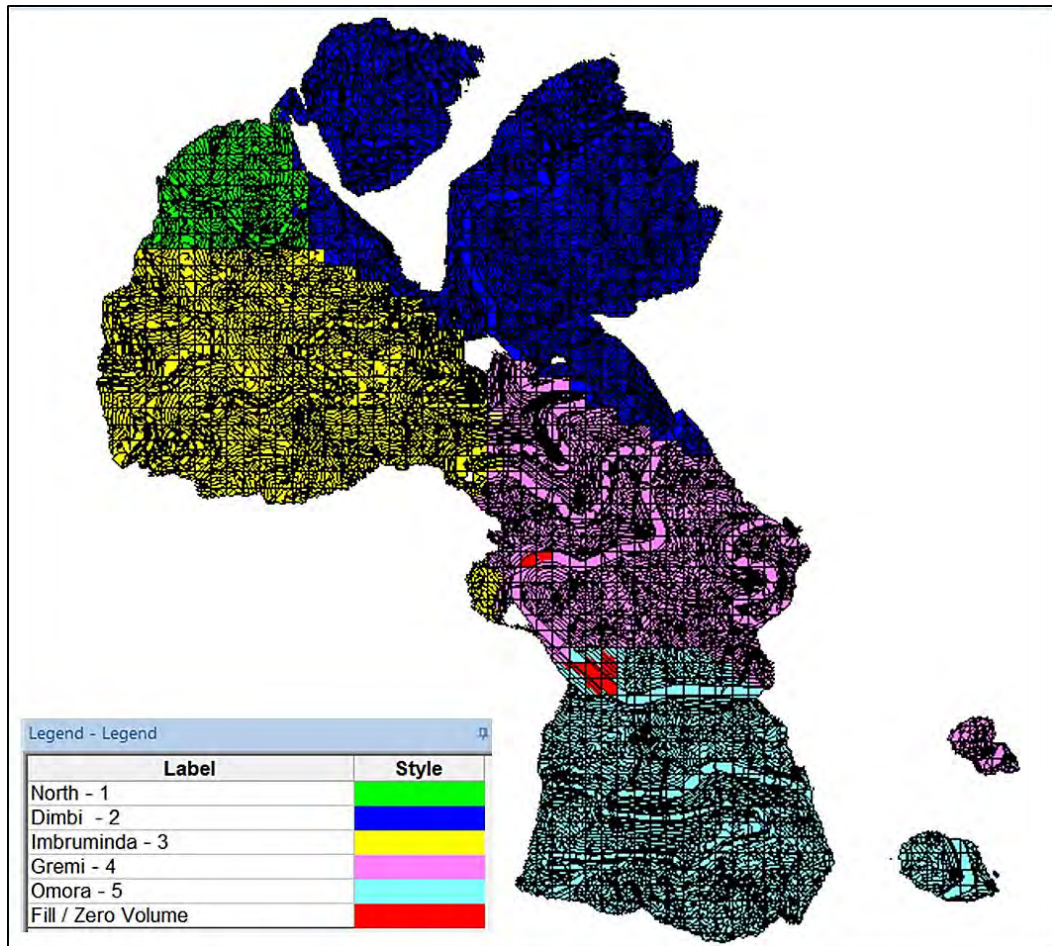 Legend - Legend
Label Style
North - 1
Dimbi - 2
Imbruminda - 3
Gremi - 4
Omora - 5
Fill / Zero Volume